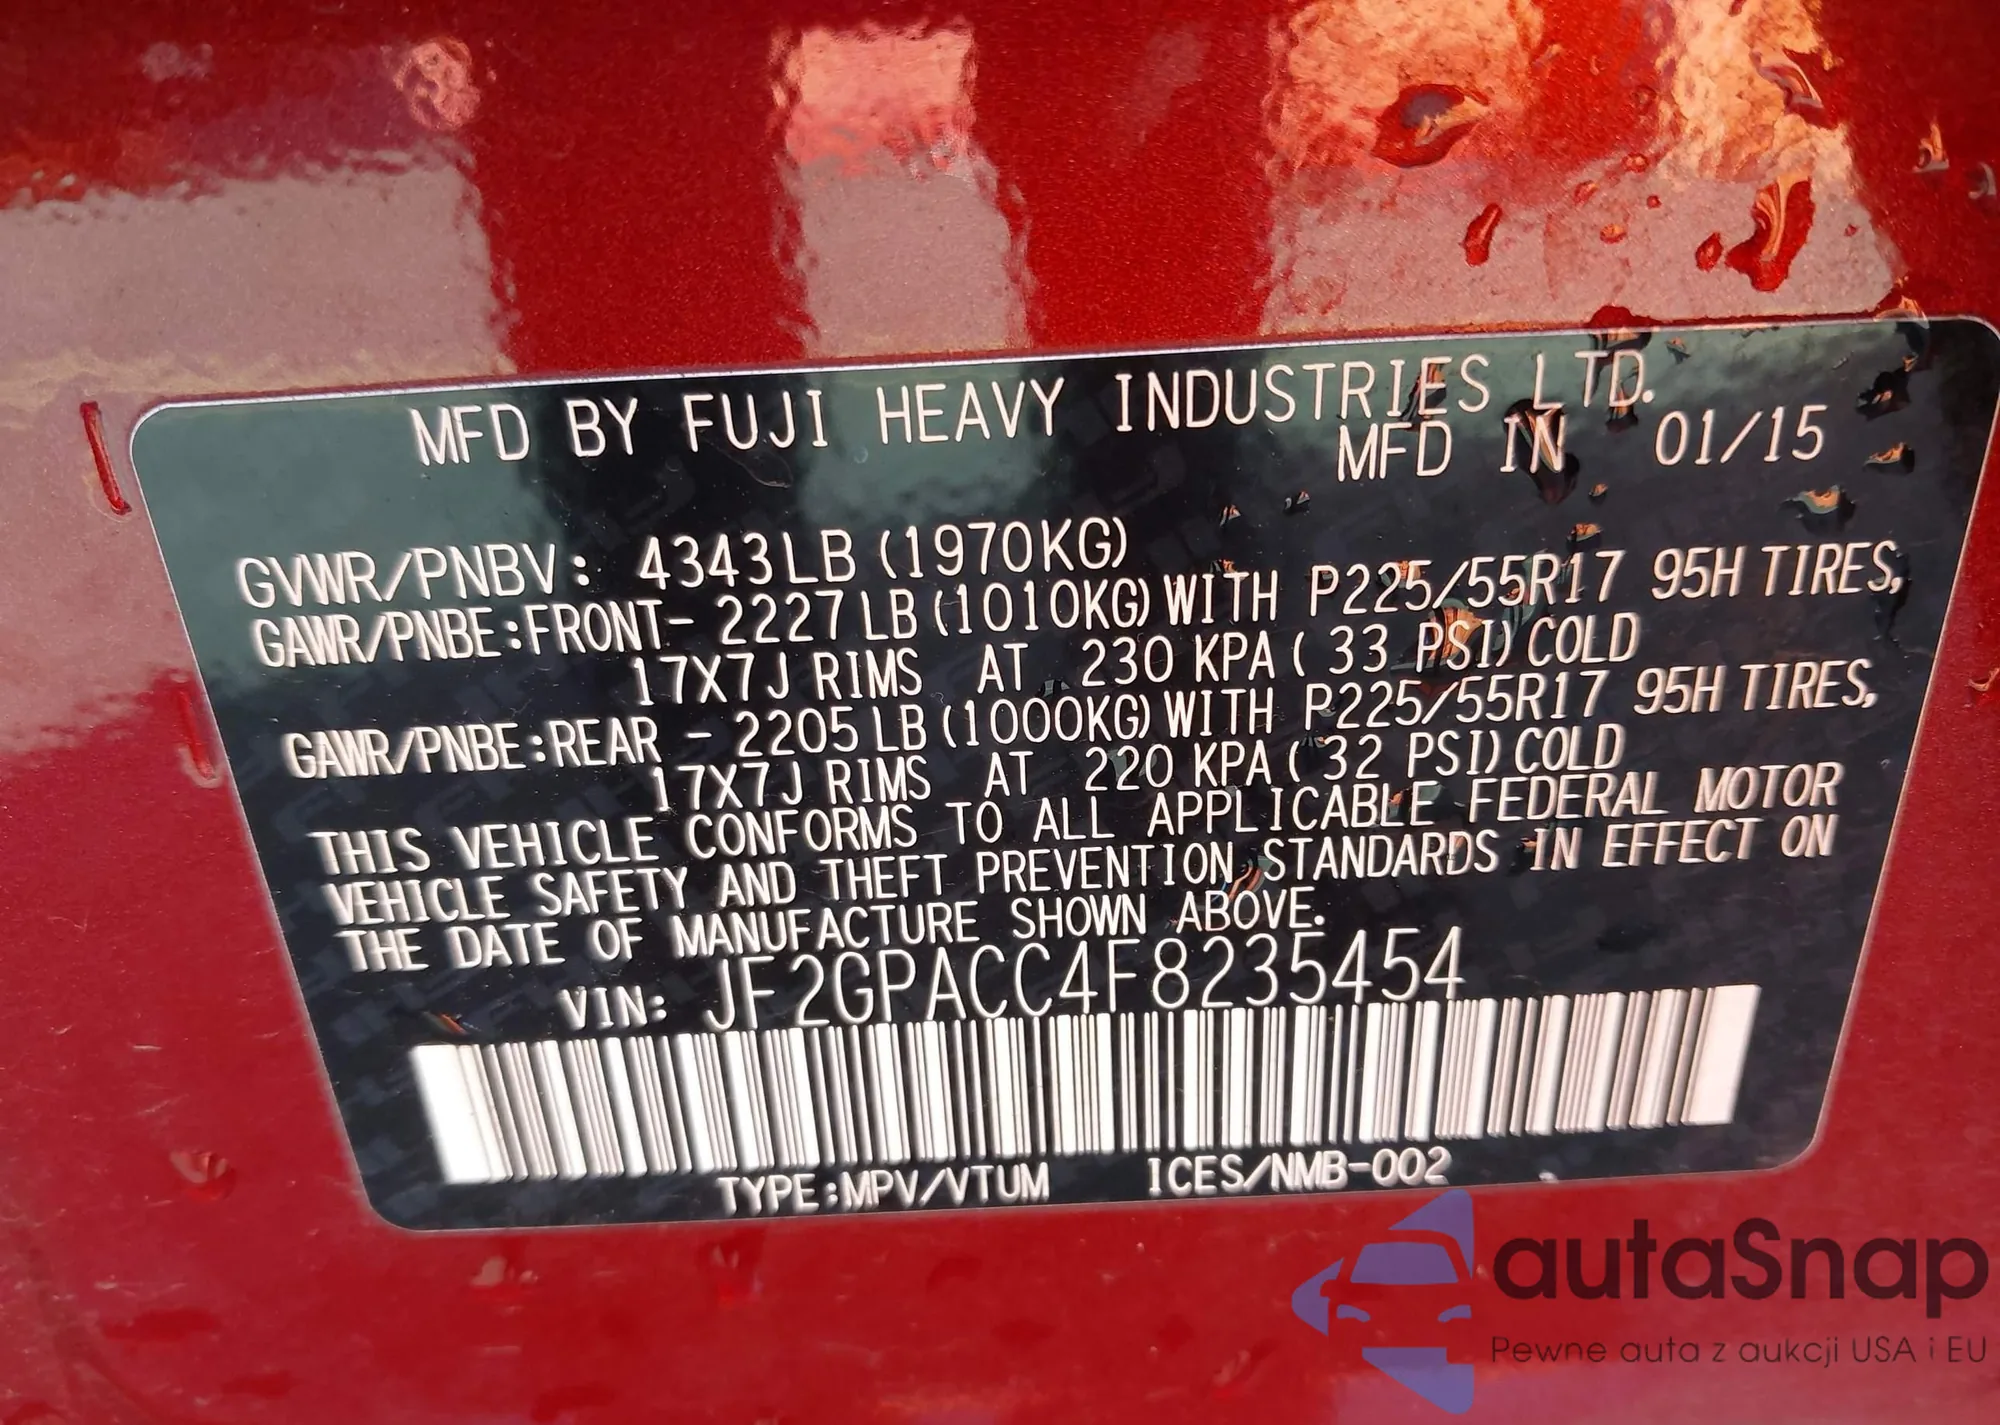 MFD BY FUJI HEAVY INDUSTRIES LTD.
MFD IN 01/15
GVWR/PNBV: 4343LB (1970KG)
GAWR/PNBE:FRONT- 2227LB (1010KG) WITH P225/55R17 95H TIRES,
17X7J RIMS AT 230 KPA ( 33 PSI) COLD
GAWR/PNBE:REAR - 2205LB (1000KG) WITH P225/55R17 95H TIRES,
17X7J RIMS AT 220 KPA ( 32 PSI) COLD
THIS VEHICLE CONFORMS TO ALL APPLICABLE FEDERAL MOTOR
VEHICLE SAFETY AND THEFT PREVENTION STANDARDS IN EFFECT ON
THE DATE OF MANUFACTURE SHOWN ABOVE.
VIN: JF2GPACC4F8235454
TYPE:MPV/VTUM ICES/NMB-002
autaSnap
Pewne auta z aukcji USA i EU